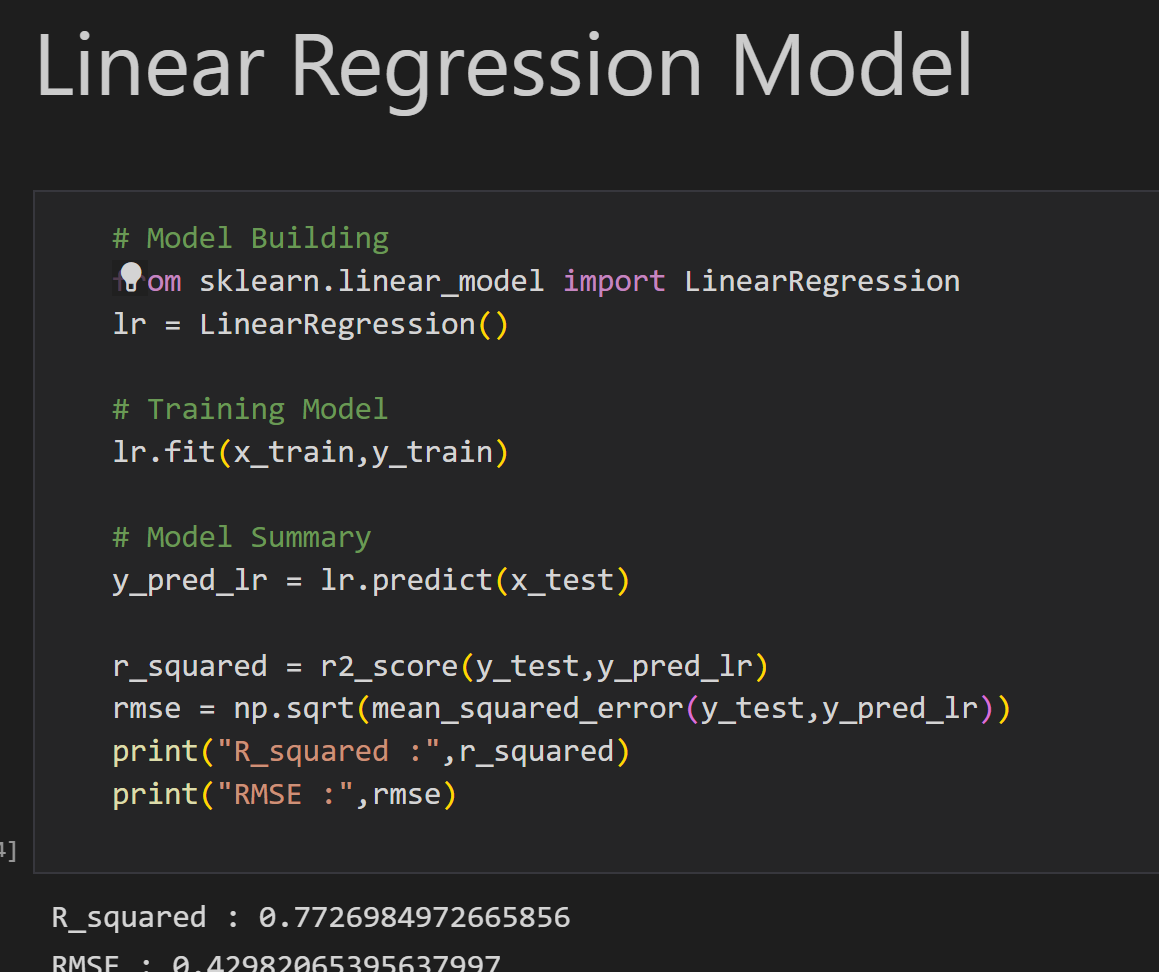 Linear Regression Model
# Model Building
from sklearn.linear_model import LinearRegression
lr = LinearRegression()
# Training Model
lr.fit(x_train,y_train)
# Model Summary
y_pred_lr = lr.predict(x_test)
r_squared = r2_score(y_test,y_pred_lr)
rmse = np.sqrt(mean_squared_error(y_test,y_pred_lr))
print("R_squared :",r_squared)
print("RMSE :",rmse)
4]
R_squared : 0.7726984972665856
RMSE : 0.42982065395637997